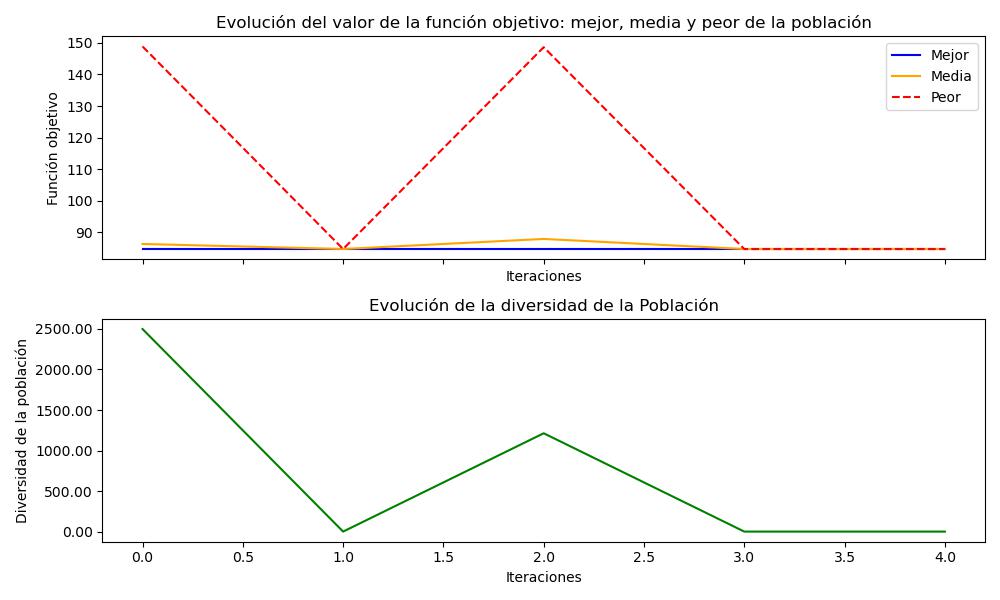 Evolución del valor de la función objetivo: mejor, media y peor de la población
150
140
130
120
110
100
90
Función objetivo
Mejor
Media
Peor
Iteraciones
Evolución de la diversidad de la Población
2500.00
2000.00
1500.00
1000.00
500.00
0.00
Diversidad de la población
0.0 0.5 1.0 1.5 2.0 2.5 3.0 3.5 4.0
Iteraciones